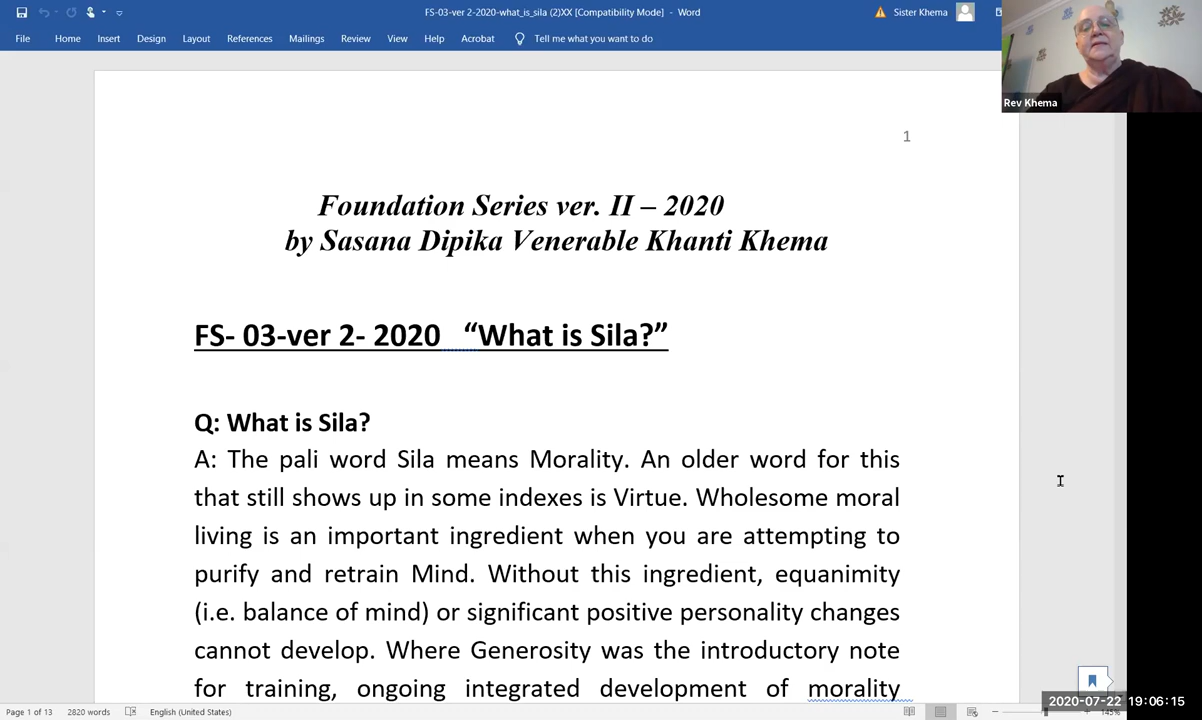 FS-03-ver 2-2020-what_is_sila (2)XX [Compatibility Mode] - Word
Sister Khema
File Home Insert Design Layout References Mailings Review View Help Acrobat Tell me what you want to do
Rev Khema
1
Foundation Series ver. II – 2020
by Sasana Dipika Venerable Khanti Khema
FS- 03-ver 2- 2020 “What is Sila?”
Q: What is Sila?
A: The pali word Sila means Morality. An older word for this
that still shows up in some indexes is Virtue. Wholesome moral
living is an important ingredient when you are attempting to
purify and retrain Mind. Without this ingredient, equanimity
(i.e. balance of mind) or significant positive personality changes
cannot develop. Where Generosity was the introductory note
for training, ongoing integrated development of morality
Page 1 of 13 2820 words English (United States) 145%
2020-07-22 19:06:15